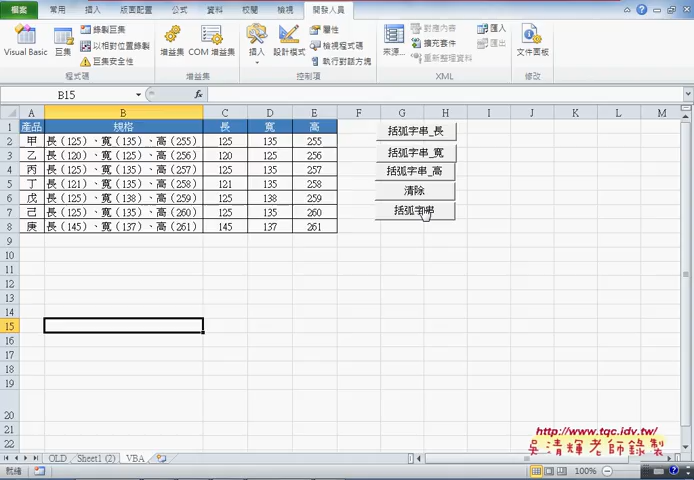 檔案 常用 插入 版面配置 公式 資料 校閱 檢視 開發人員
Visual Basic 巨集 錄製巨集 以相對位置錄製 巨集安全性 增益集 COM 增益集 插入 設計模式 屬性 檢視程式碼 執行對話方塊 來源... 對應內容 擴充套件 重新整理資料 匯入 匯出 文件面板
程式碼 增益集 控制項 XML 修改
B15 fx
A B C D E F G H I J K L M
1 產品 規格 長 寬 高
2 甲 長（125）、寬（135）、高（255） 125 135 255
3 乙 長（120）、寬（125）、高（256） 120 125 256
4 丙 長（125）、寬（135）、高（257） 125 135 257
5 丁 長（121）、寬（135）、高（258） 121 135 258
6 戊 長（125）、寬（138）、高（259） 125 138 259
7 己 長（125）、寬（135）、高（260） 125 135 260
8 庚 長（145）、寬（137）、高（261） 145 137 261
括弧字串_長
括弧字串_寬
括弧字串_高
清除
括弧字串
9
10
11
12
13
14
15
16
17
18
19
20
21
22
http://www.tqc.idv.tw/
吳清輝老師錄製
OLD Sheet1 (2) VBA
就緒 100%